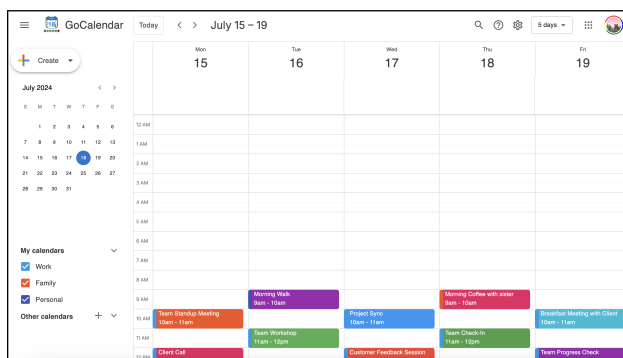 18
GoCalendar
Today
July 15 – 19
5 days
Create
July 2024
S M T W T F S
1 2 3 4 5 6
7 8 9 10 11 12 13
14 15 16 17 18 19 20
21 22 23 24 25 26 27
28 29 30 31
My calendars
Work
Family
Personal
Other calendars
Mon
15
Tue
16
Wed
17
Thu
18
Fri
19
12 AM
1 AM
2 AM
3 AM
4 AM
5 AM
6 AM
7 AM
8 AM
9 AM
Morning Walk
9am - 10am
Morning Coffee with sister
9am - 10am
10 AM
Team Standup Meeting
10am - 11am
Project Sync
10am - 11am
Breakfast Meeting with Client
10am - 11am
11 AM
Team Workshop
11am - 12pm
Team Check-In
11am - 12pm
12 PM
Client Call
Customer Feedback Session
Team Progress Check